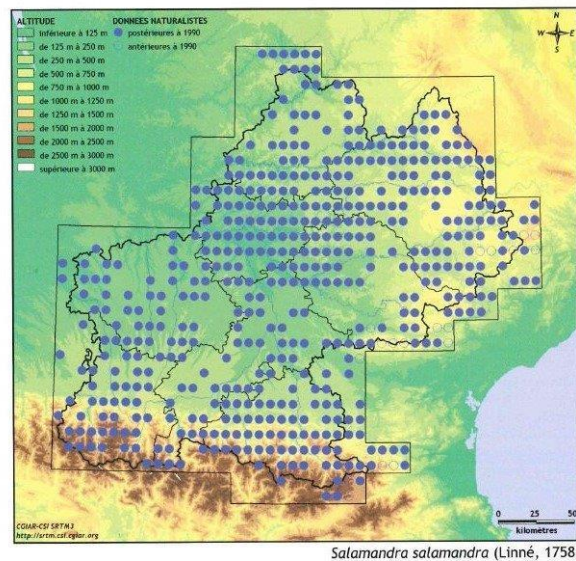 ALTITUDE
DONNEES NATURALISTES
inférieure à 125 m
postérieures à 1990
de 125 m à 250 m
antérieures à 1990
de 250 m à 500 m
de 500 m à 750 m
de 750 m à 1000 m
de 1000 m à 1250 m
de 1250 m à 1500 m
de 1500 m à 2000 m
de 2000 m à 2500 m
de 2500 m à 3000 m
supérieure à 3000 m
N
W E
S
CGIAR-CSI SRTM3
http://srtm.csi.cgiar.org
0 25 50
kilomètres
Salamandra salamandra (Linné, 1758